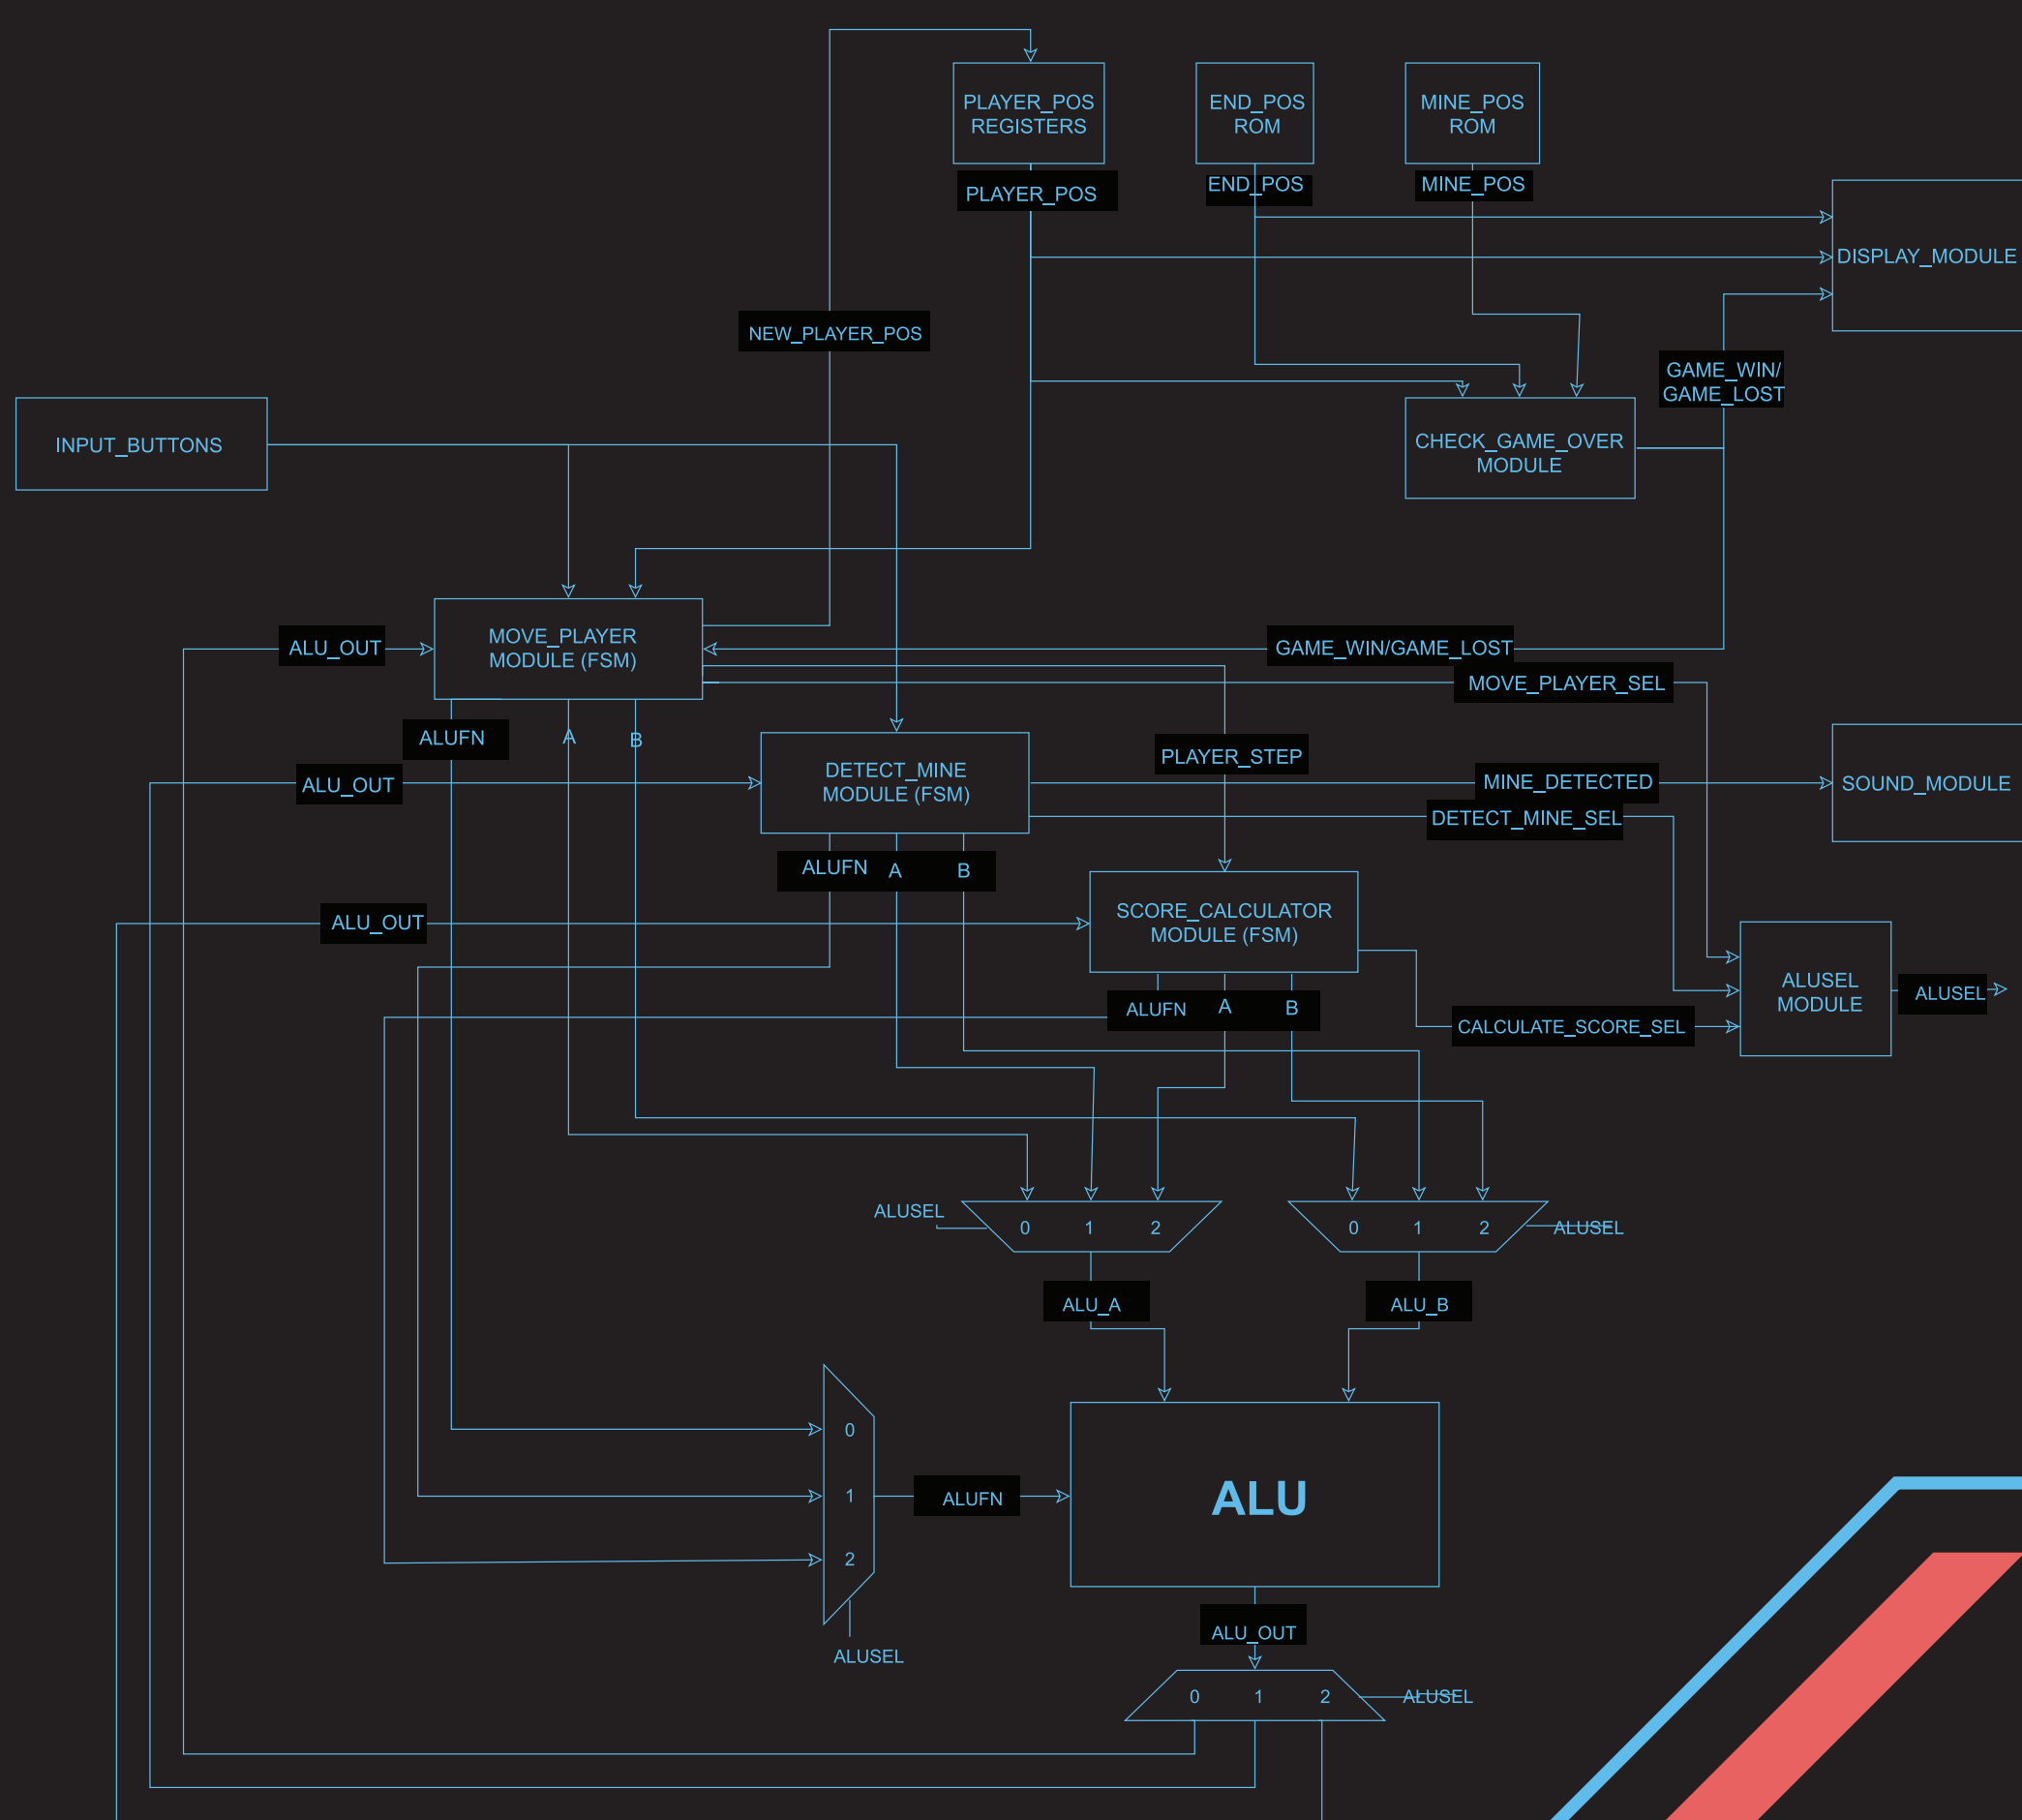 PLAYER_POS
REGISTERS
END_POS
ROM
MINE_POS
ROM
PLAYER_POS
END_POS
MINE_POS
DISPLAY_MODULE
NEW_PLAYER_POS
GAME_WIN/
GAME_LOST
INPUT_BUTTONS
CHECK_GAME_OVER
MODULE
ALU_OUT
MOVE_PLAYER
MODULE (FSM)
GAME_WIN/GAME_LOST
MOVE_PLAYER_SEL
ALUFN
A
B
PLAYER_STEP
ALU_OUT
DETECT_MINE
MODULE (FSM)
MINE_DETECTED
SOUND_MODULE
DETECT_MINE_SEL
ALUFN
A
B
ALU_OUT
SCORE_CALCULATOR
MODULE (FSM)
ALUSEL
MODULE
ALUSEL
ALUFN
A
B
CALCULATE_SCORE_SEL
ALUSEL
0
1
2
0
1
2
ALUSEL
ALU_A
ALU_B
0
1
2
ALUFN
ALU
ALUSEL
ALU_OUT
0
1
2
ALUSEL